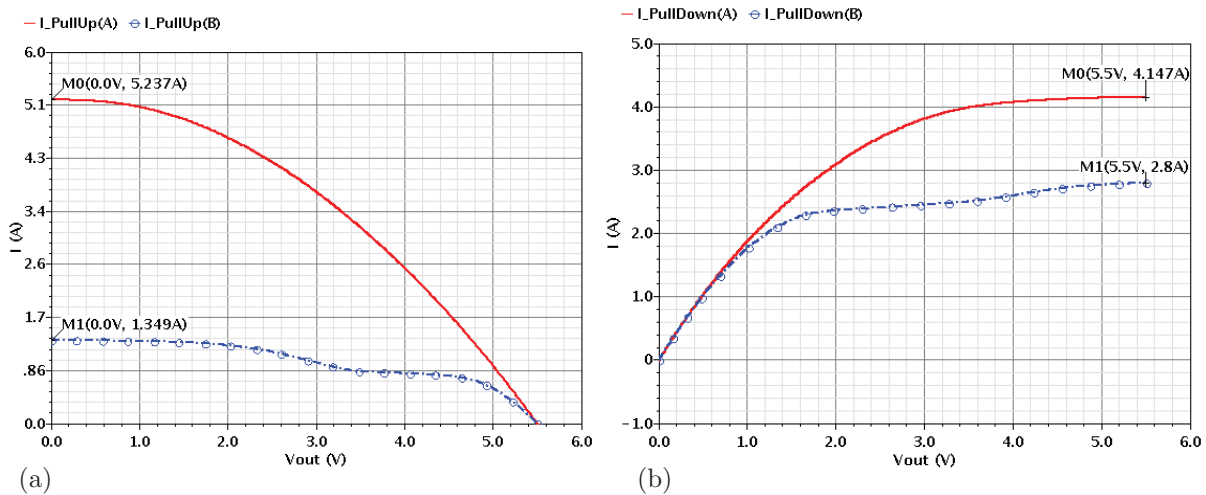 I_PullUp(A) I_PullUp(B)
6.0
5.1
4.3
3.4
2.6
1.7
.86
0.0
I (A)
M0(0.0V, 5.237A)
M1(0.0V, 1.349A)
0.0 1.0 2.0 3.0 4.0 5.0 6.0
Vout (V)
(a)
I_PullDown(A) I_PullDown(B)
5.0
4.0
3.0
2.0
1.0
0
-1.0
I (A)
M0(5.5V, 4.147A)
M1(5.5V, 2.8A)
0.0 1.0 2.0 3.0 4.0 5.0 6.0
Vout (V)
(b)